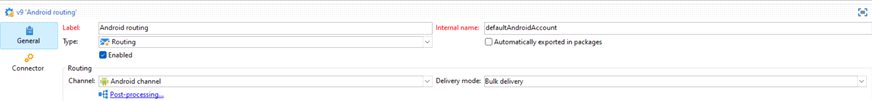 v9 'Android routing'
General
Connector
Label: Android routing Internal name: defaultAndroidAccount
Type: Routing Automatically exported in packages
Enabled
Routing
Channel: Android channel Delivery mode: Bulk delivery
Post-processing...